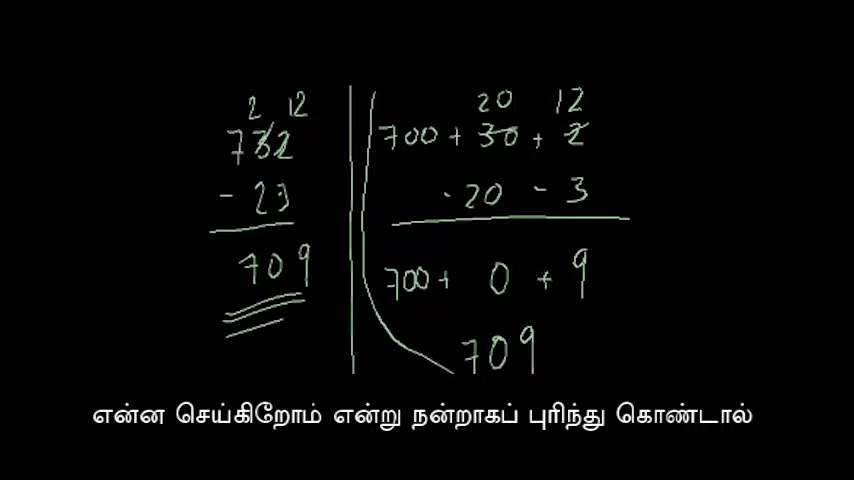 2 12
732
- 23
709
20 12
700 + 30 + 2
- 20 - 3
700 + 0 + 9
709
என்ன செய்கிறோம் என்று நன்றாகப் புரிந்து கொண்டால்